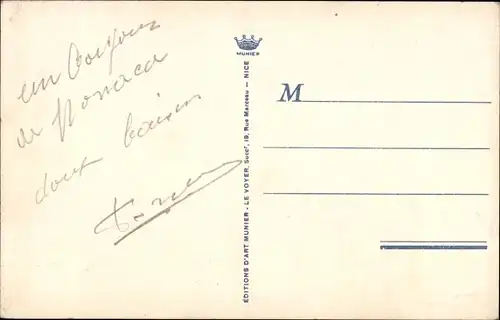 un bonjour
de Monaco
doux baisers
MUNIER
EDITIONS D'ART MUNIER - LE VOYER, Succr, 19, Rue Marceau - NICE
M